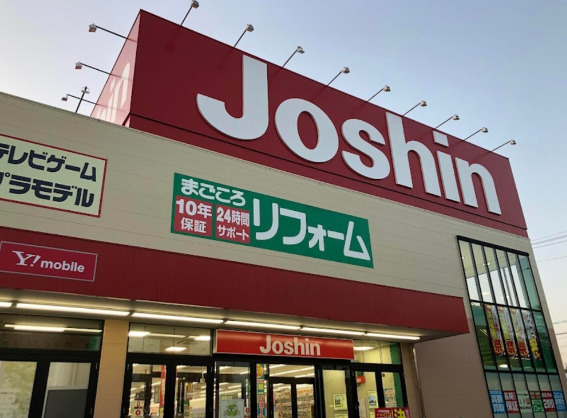 Joshin
テレビゲーム
プラモデル
まごころ
10年
保証
24時間
サポート
リフォーム
Y!mobile
Joshin